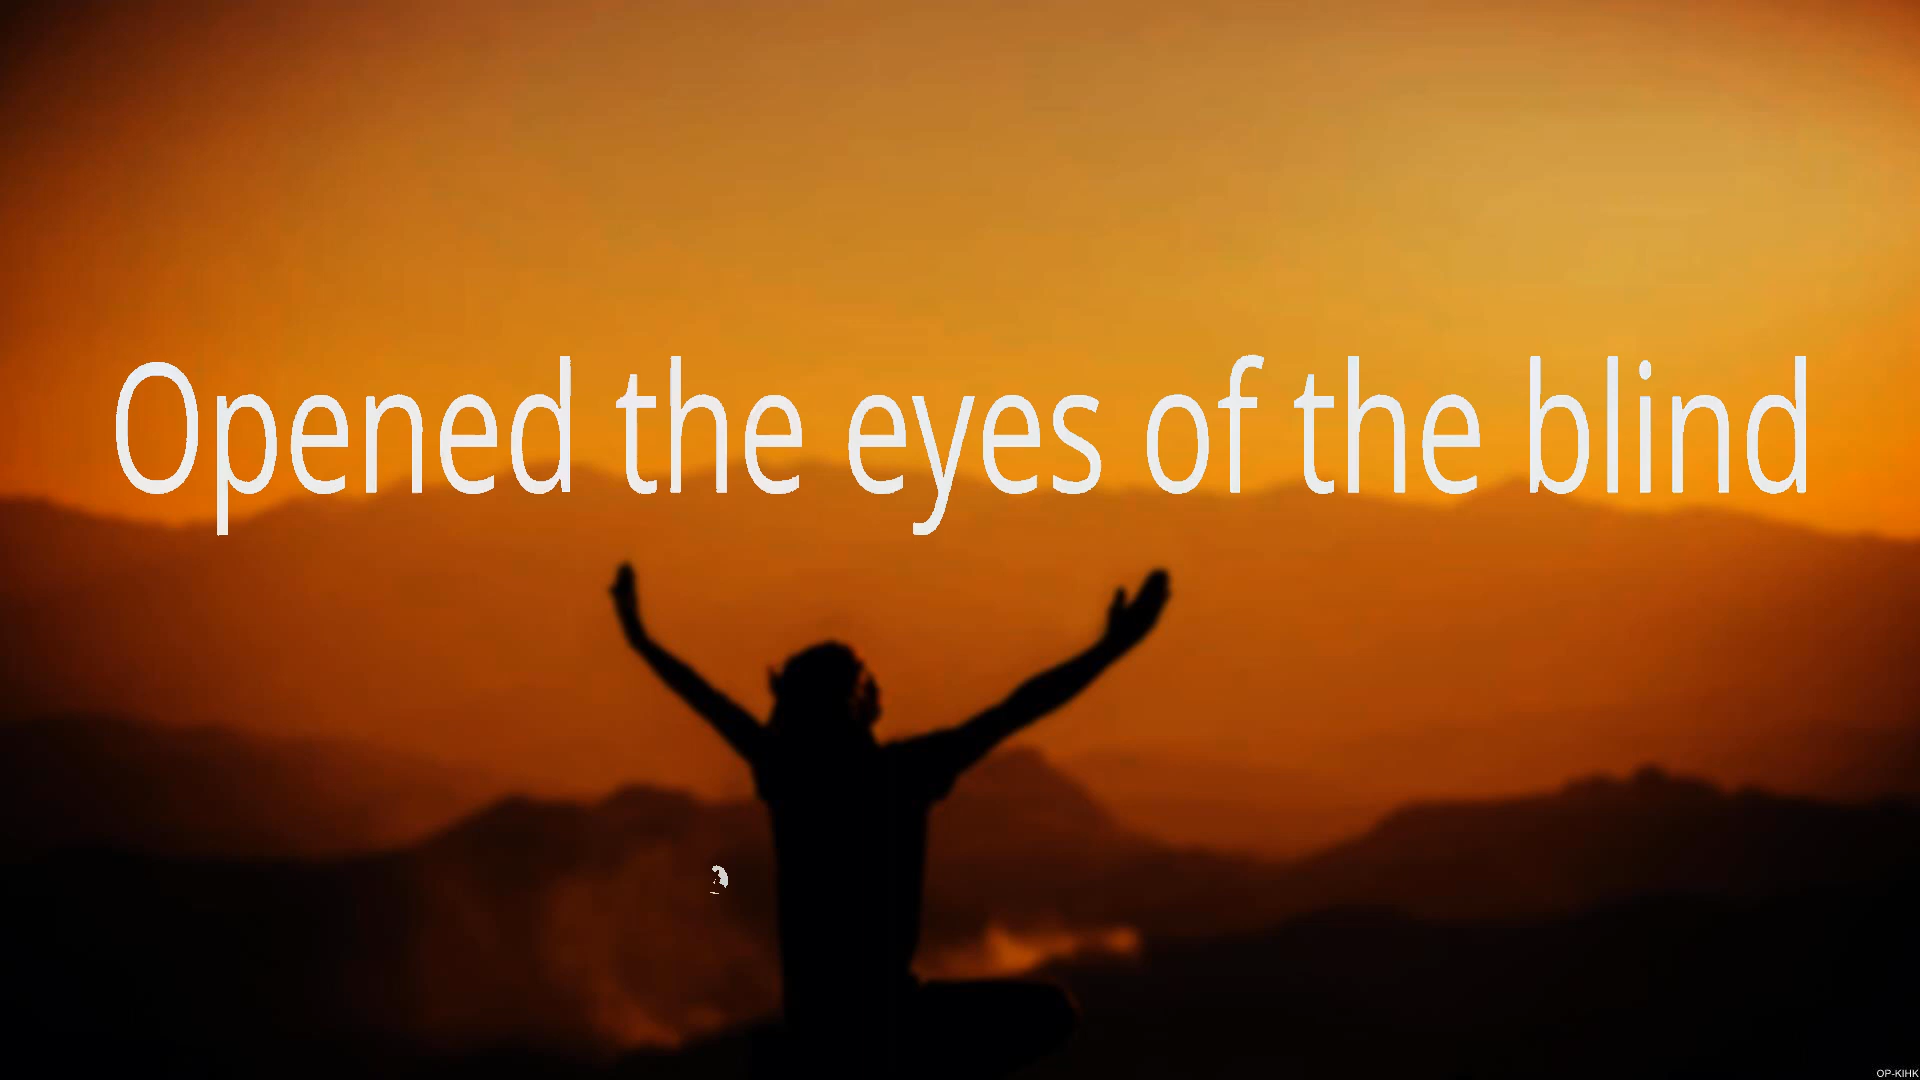 Opened the eyes of the blind
OP-KIHK